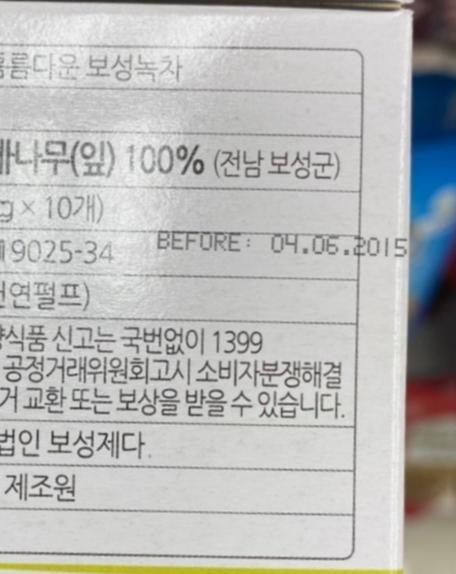 름다운 보성녹차
나무(잎) 100% (전남 보성군)
g × 10개)
19025-34
BEFORE: 04.06.2015
연펄프)
식품 신고는 국번없이 1399
공정거래위원회고시 소비자분쟁해결
거 교환 또는 보상을 받을 수 있습니다.
법인 보성제다.
제조원